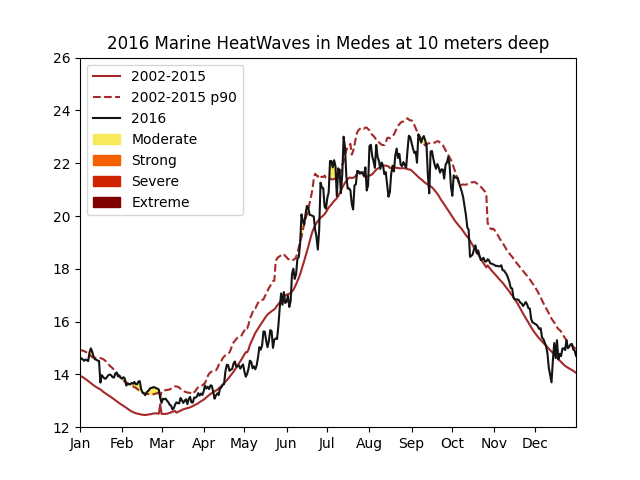 2016 Marine HeatWaves in Medes at 10 meters deep
26
24
22
20
18
16
14
12
2002-2015
2002-2015 p90
2016
Moderate
Strong
Severe
Extreme
Jan Feb Mar Apr May Jun Jul Aug Sep Oct Nov Dec